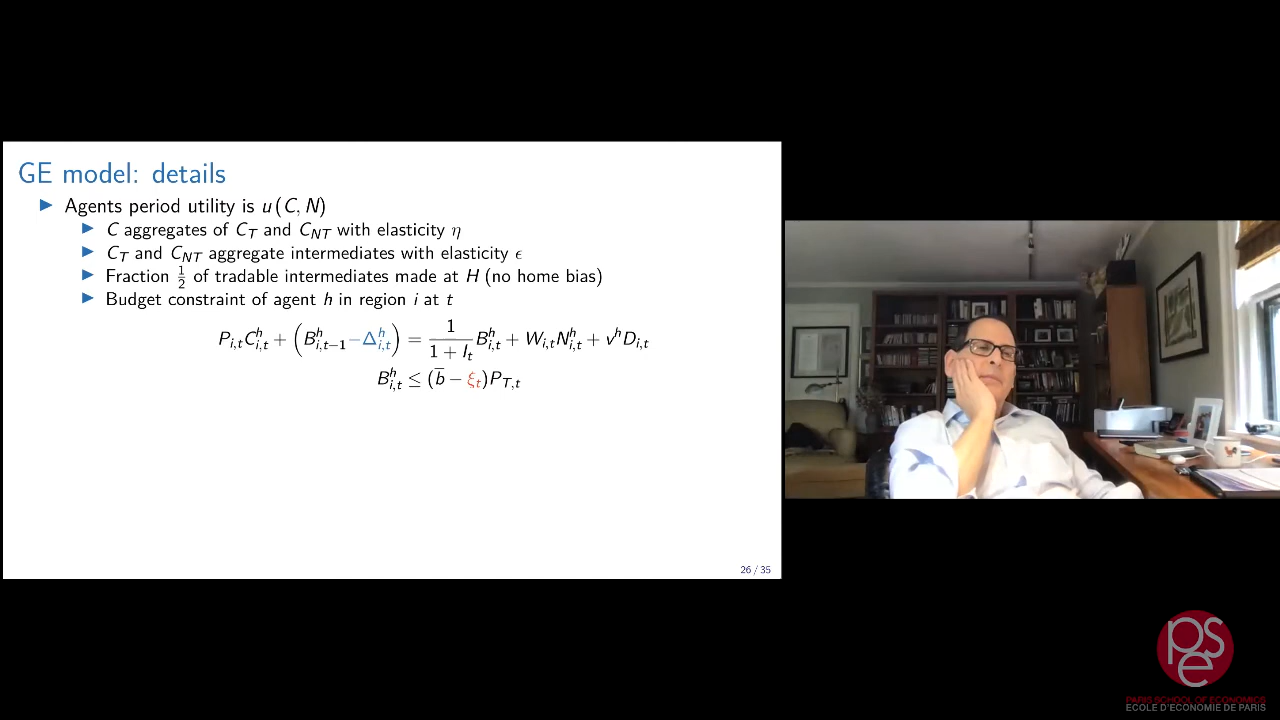 GE model: details
▶ Agents period utility is u (C, N)
▶ C aggregates of C_T and C_NT with elasticity η
▶ C_T and C_NT aggregate intermediates with elasticity ϵ
▶ Fraction 1/2 of tradable intermediates made at H (no home bias)
▶ Budget constraint of agent h in region i at t
P_{i,t}C^h_{i,t} + (B^h_{i,t−1}−Δ^h_{i,t}) = 1/(1 + I_t) B^h_{i,t} + W_{i,t}N^h_{i,t} + v^hD_{i,t}
B^h_{i,t} ≤ (b̅ − ξ_t)P_{T,t}
26 / 35
pse
PARIS SCHOOL OF ECONOMICS
ECOLE D'ECONOMIE DE PARIS